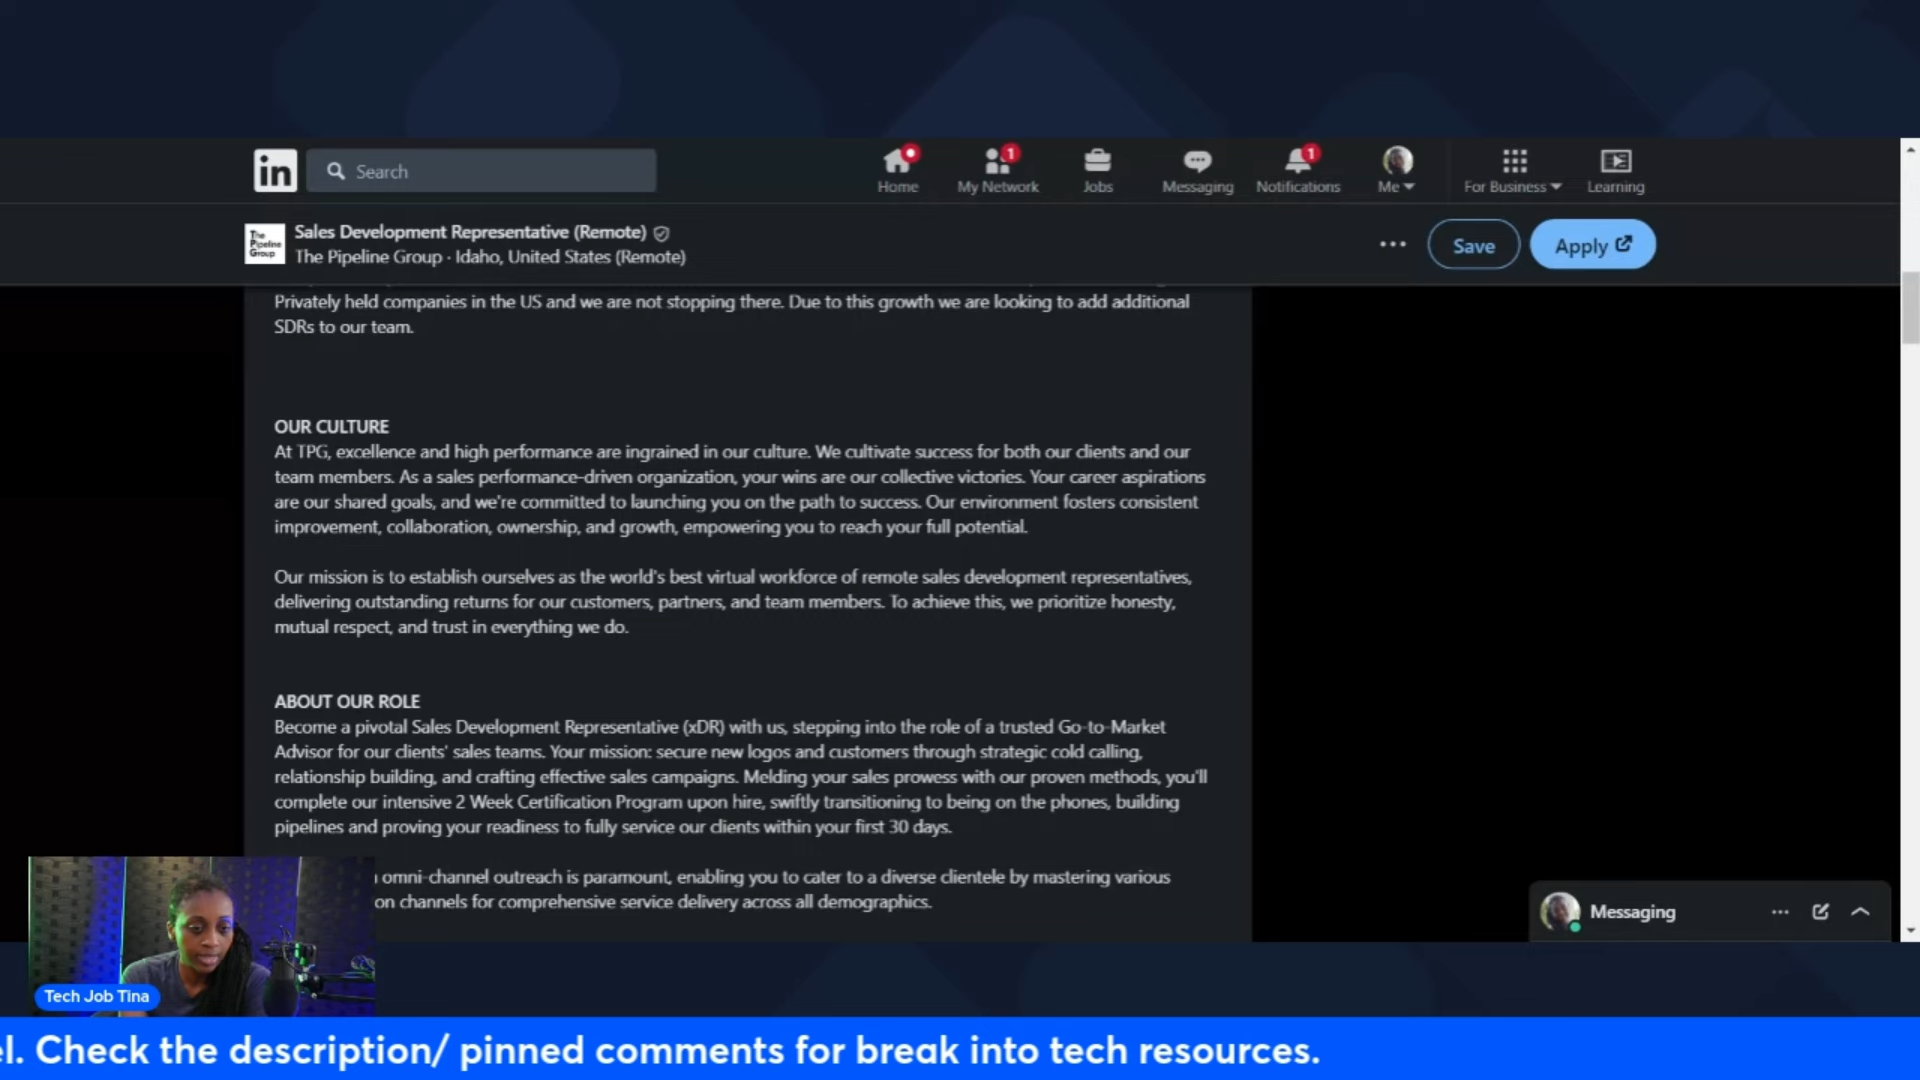 in
Search
Home
1
My Network
Jobs
Messaging
1
Notifications
Me
For Business
Learning
The Pipeline Group
Sales Development Representative (Remote)
The Pipeline Group · Idaho, United States (Remote)
Save
Apply
Privately held companies in the US and we are not stopping there. Due to this growth we are looking to add additional
SDRs to our team.
OUR CULTURE
At TPG, excellence and high performance are ingrained in our culture. We cultivate success for both our clients and our
team members. As a sales performance-driven organization, your wins are our collective victories. Your career aspirations
are our shared goals, and we're committed to launching you on the path to success. Our environment fosters consistent
improvement, collaboration, ownership, and growth, empowering you to reach your full potential.
Our mission is to establish ourselves as the world's best virtual workforce of remote sales development representatives,
delivering outstanding returns for our customers, partners, and team members. To achieve this, we prioritize honesty,
mutual respect, and trust in everything we do.
ABOUT OUR ROLE
Become a pivotal Sales Development Representative (xDR) with us, stepping into the role of a trusted Go-to-Market
Advisor for our clients' sales teams. Your mission: secure new logos and customers through strategic cold calling,
relationship building, and crafting effective sales campaigns. Melding your sales prowess with our proven methods, you'll
complete our intensive 2 Week Certification Program upon hire, swiftly transitioning to being on the phones, building
pipelines and proving your readiness to fully service our clients within your first 30 days.
omni-channel outreach is paramount, enabling you to cater to a diverse clientele by mastering various
on channels for comprehensive service delivery across all demographics.
Messaging
Tech Job Tina
el. Check the description/ pinned comments for break into tech resources.